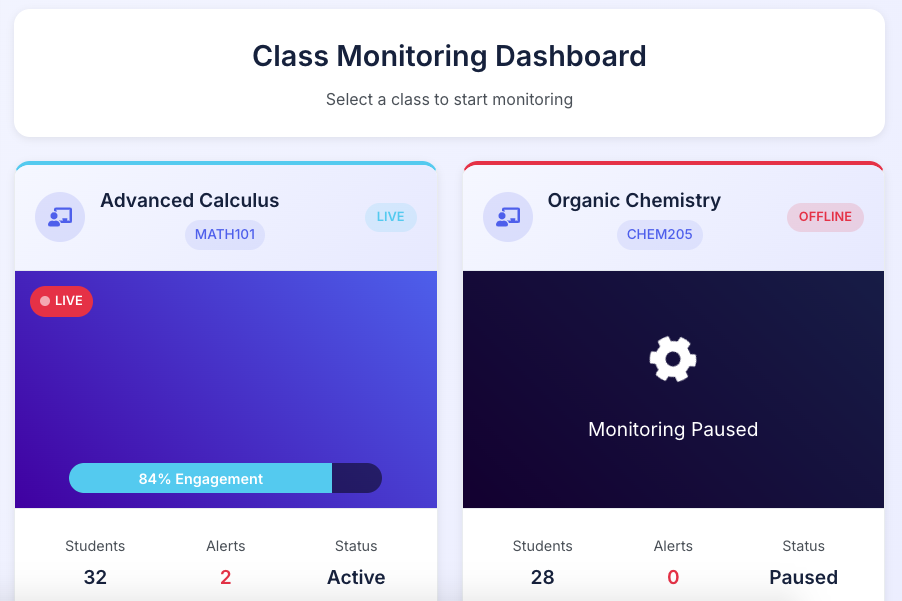 Class Monitoring Dashboard
Select a class to start monitoring
Advanced Calculus
MATH101
LIVE
LIVE
84% Engagement
Students Alerts Status
32 2 Active
Organic Chemistry
CHEM205
OFFLINE
Monitoring Paused
Students Alerts Status
28 0 Paused